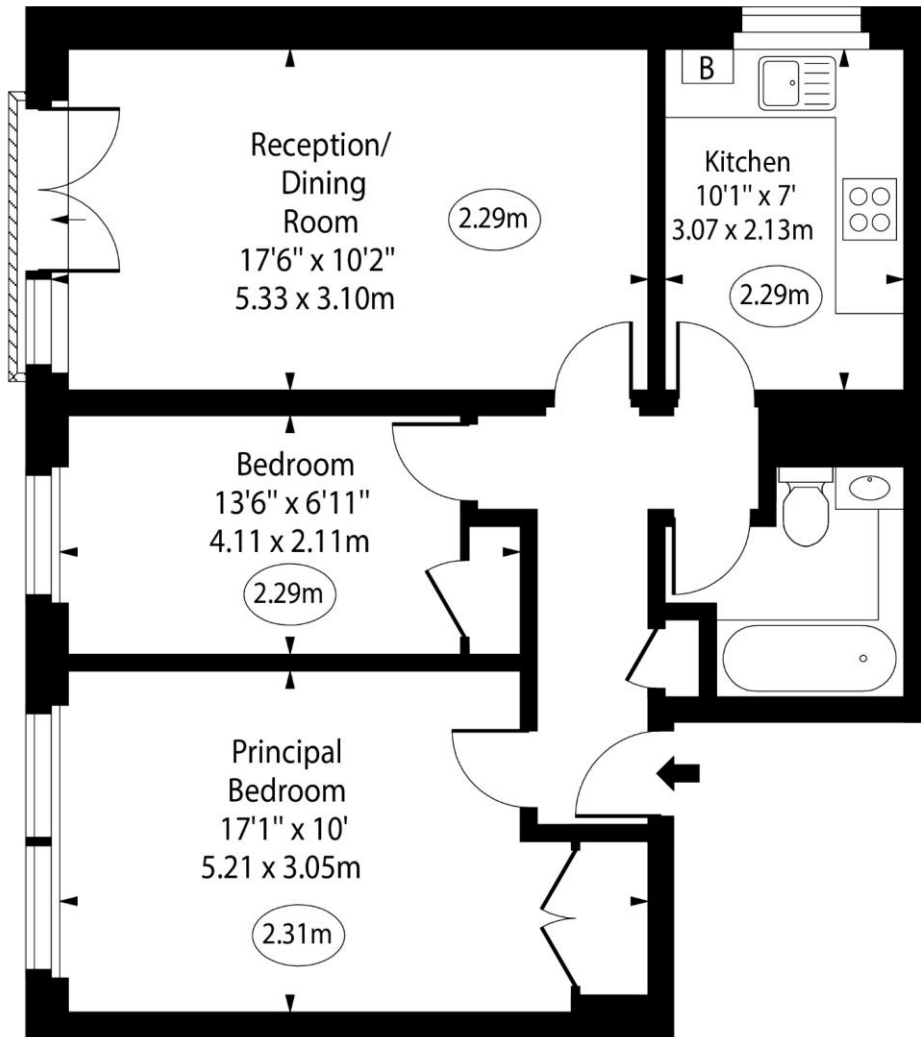 Reception/
Dining
Room
17'6" x 10'2"
5.33 x 3.10m
2.29m
B
Kitchen
10'1" x 7'
3.07 x 2.13m
2.29m
Bedroom
13'6" x 6'11"
4.11 x 2.11m
2.29m
Principal
Bedroom
17'1" x 10'
5.21 x 3.05m
2.31m